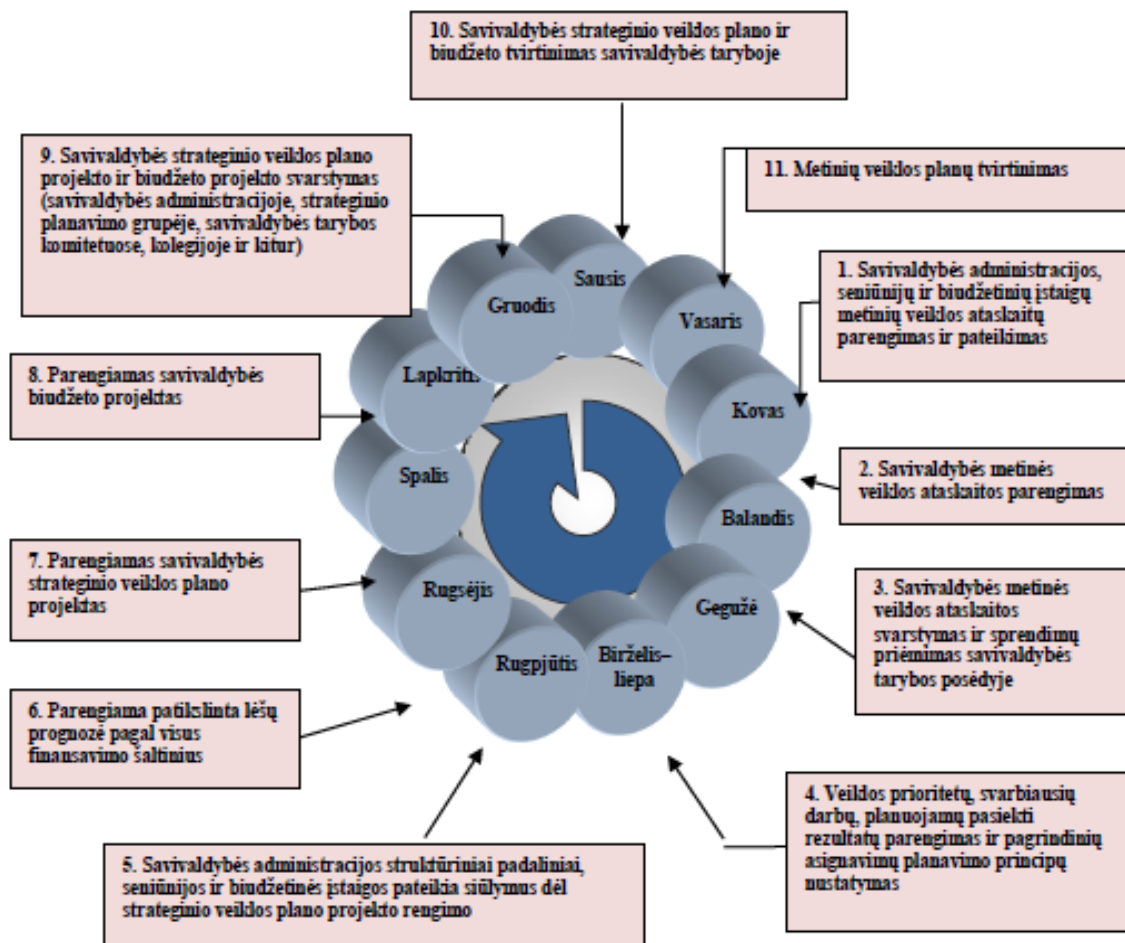 10. Savivaldybės strateginio veiklos plano ir
biudžeto tvirtinimas savivaldybės taryboje
9. Savivaldybės strateginio veiklos plano
projekto ir biudžeto projekto svarstymas
(savivaldybės administracijoje, strateginio
planavimo grupėje, savivaldybės tarybos
komitetuose, kolegijoje ir kitur)
11. Metinių veiklos planų tvirtinimas
1. Savivaldybės administracijos,
seniūnijų ir biudžetinių įstaigų
metinių veiklos ataskaitų
parengimas ir pateikimas
Sausis
Gruodis
Vasaris
8. Parengiamas savivaldybės
biudžeto projektas
Lapkritis
Kovas
2. Savivaldybės metinės
veiklos ataskaitos parengimas
Spalis
Balandis
7. Parengiamas savivaldybės
strateginio veiklos plano
projektas
Rugsėjis
Gegužė
3. Savivaldybės metinės
veiklos ataskaitos
svarstymas ir sprendimų
priėmimas savivaldybės
tarybos posėdyje
Rugpjūtis
Birželis–
liepa
6. Parengiama patikslinta lėšų
prognozė pagal visus
finansavimo šaltinius
4. Veiklos prioritetų, svarbiausių
darbų, planuojamų pasiekti
rezultatų parengimas ir pagrindinių
asignavimų planavimo principų
nustatymas
5. Savivaldybės administracijos struktūriniai padaliniai,
seniūnijos ir biudžetinės įstaigos pateikia siūlymus dėl
strateginio veiklos plano projekto rengimo